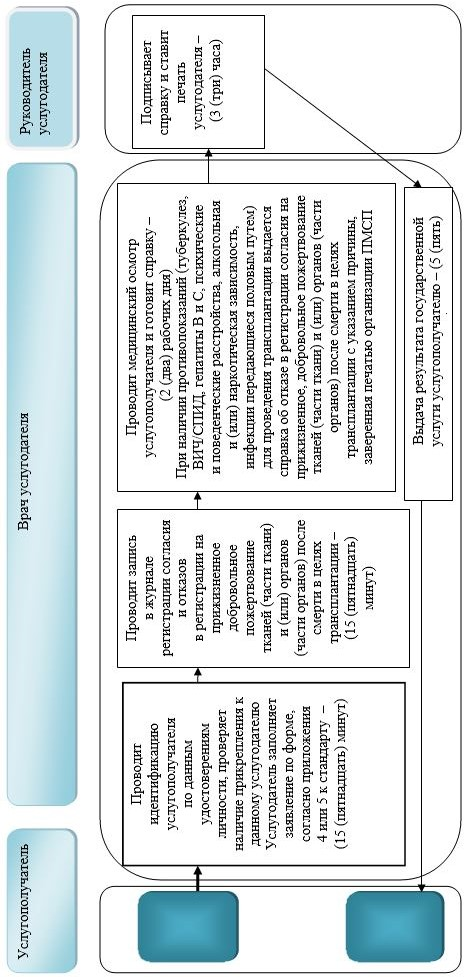 Услугополучатель
Врач услугодателя
Руководитель
услугодателя
Проводит
идентификацию
услугополучателя
по данным
удостоверениям
личности, проверяет
наличие прикрепления к
данному услугодателю
Услугодатель заполняет
заявление по форме,
согласно приложения
4 или 5 к стандарту –
(15 (пятнадцать) минут)
Проводит запись
в журнале
регистрации согласия
и отказов
в регистрации на
прижизненное
добровольное
пожертвование
тканей (части ткани)
и (или) органов
(части органов) после
смерти в целях
трансплантации –
(15 (пятнадцать)
минут)
Проводит медицинский осмотр
услугополучателя и готовит справку –
(2 (два) рабочих дня)
При наличии противопоказаний (туберкулез,
ВИЧ/СПИД, гепатиты В и С, психические
и поведенческие расстройства, алкогольная
и (или) наркотическая зависимость,
инфекции передающиеся половым путем)
для проведения трансплантации выдается
справка об отказе в регистрации согласия на
прижизненное, добровольное пожертвование
тканей (части ткани) и (или) органов (части
органов) после смерти в целях
трансплантации с указанием причины,
заверенная печатью организации ПМСП
Подписывает
справку и ставит
печать
услугодателя –
(3 (три) часа)
Выдача результата государственной
услуги услугополучателю – (5 (пять)